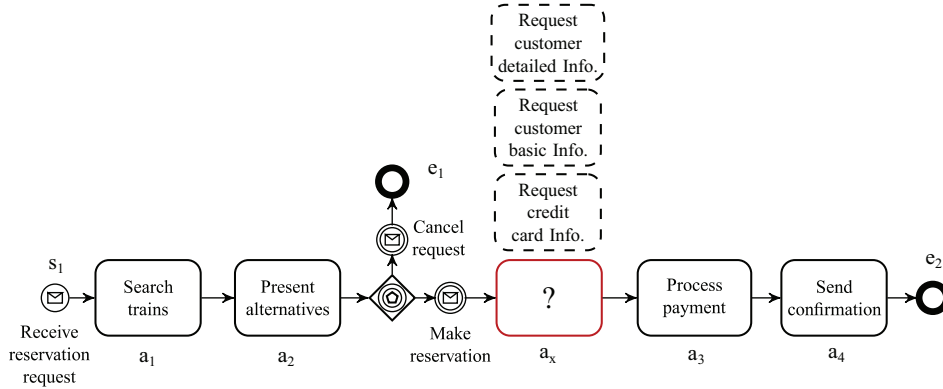 Request
customer
detailed Info.
Request
customer
basic Info.
Request
credit
card Info.
e1
Cancel
request
s1
Receive
reservation
request
Search
trains
a1
Present
alternatives
a2
Make
reservation
?
ax
Process
payment
a3
Send
confirmation
a4
e2